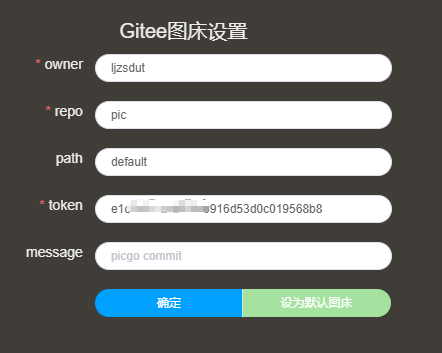 Gitee图床设置
* owner ljzsdut
* repo pic
path default
* token e1 916d53d0c019568b8
message picgo commit
确定 设为默认图床